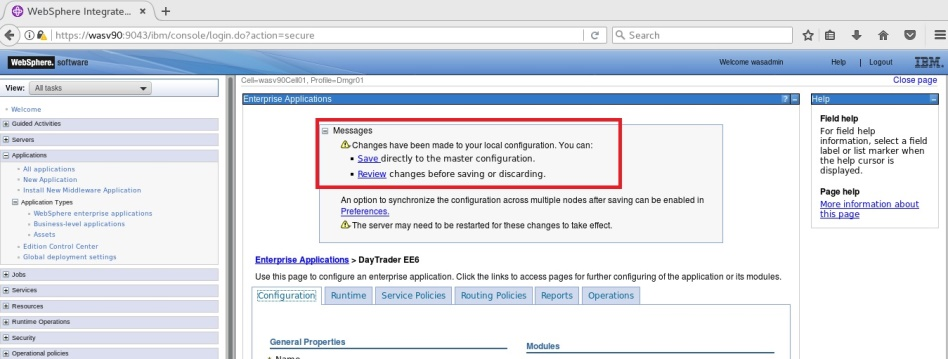 WebSphere Integrate...
https://wasv90:9043/ibm/console/login.do?action=secure
Search
WebSphere. software
Welcome wasadmin
Help | Logout
IBM.
View: All tasks
Welcome
Guided Activities
Servers
Applications
All applications
New Application
Install New Middleware Application
Application Types
WebSphere enterprise applications
Business-level applications
Assets
Edition Control Center
Global deployment settings
Jobs
Services
Resources
Runtime Operations
Security
Operational policies
Cell=wasv90Cell01, Profile=Dmgr01
Close page
Enterprise Applications
Messages
Changes have been made to your local configuration. You can:
Save directly to the master configuration.
Review changes before saving or discarding.
An option to synchronize the configuration across multiple nodes after saving can be enabled in
Preferences.
The server may need to be restarted for these changes to take effect.
Enterprise Applications > DayTrader EE6
Use this page to configure an enterprise application. Click the links to access pages for further configuring of the application or its modules.
Configuration Runtime Service Policies Routing Policies Reports Operations
General Properties
Name
Modules
Help
Field help
For field help
information, select a field
label or list marker when
the help cursor is
displayed.
Page help
More information about
this page